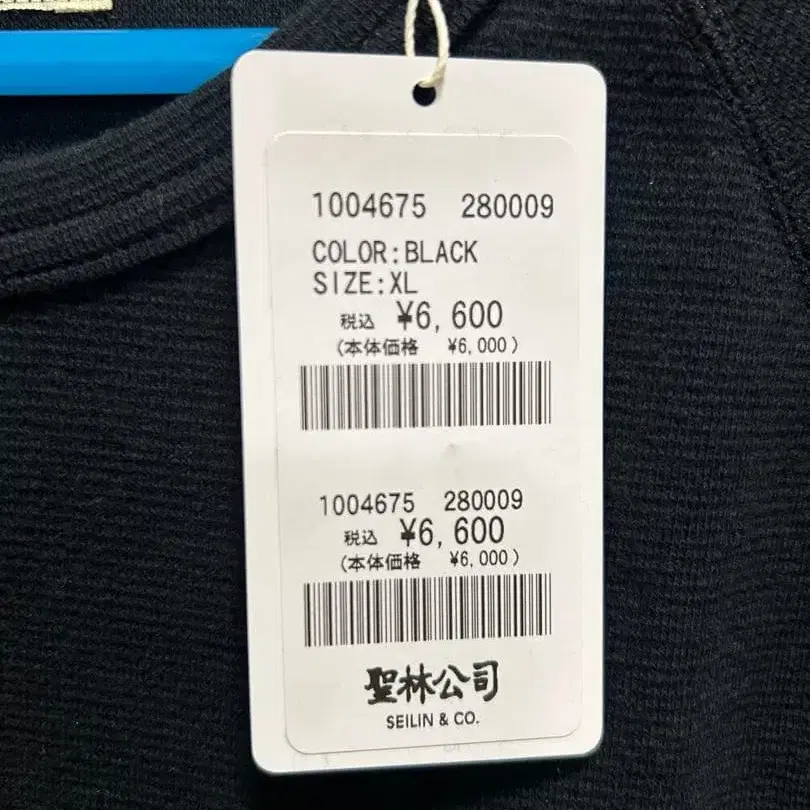 1004675 280009
COLOR:BLACK
SIZE:XL
税込 ¥6,600
(本体価格 ¥6,000)
1004675 280009
税込 ¥6,600
(本体価格 ¥6,000)
聖林公司
SEILIN & CO.